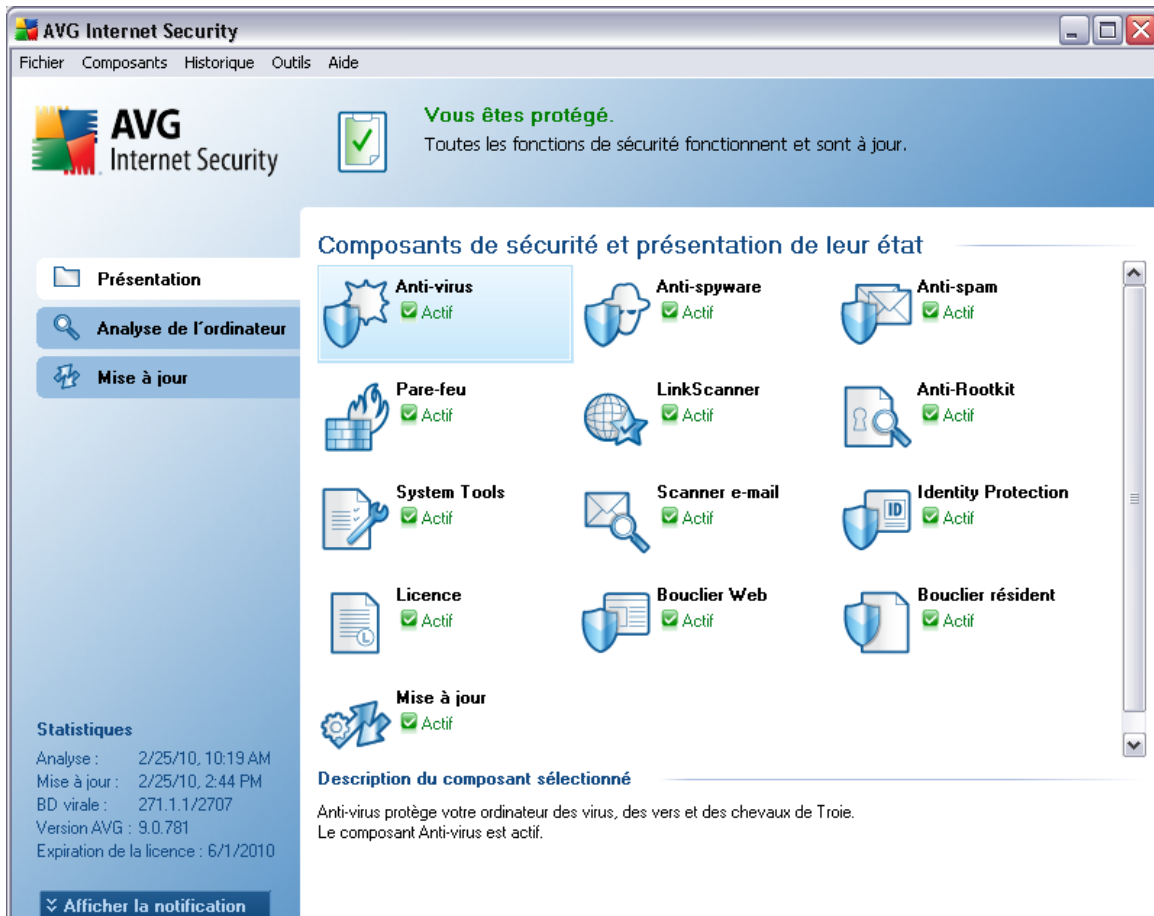 AVG Internet Security
Fichier Composants Historique Outils Aide
AVG
Internet Security
Vous êtes protégé.
Toutes les fonctions de sécurité fonctionnent et sont à jour.
Présentation
Analyse de l´ordinateur
Mise à jour
Composants de sécurité et présentation de leur état
Anti-virus
Actif
Anti-spyware
Actif
Anti-spam
Actif
Pare-feu
Actif
LinkScanner
Actif
Anti-Rootkit
Actif
System Tools
Actif
Scanner e-mail
Actif
ID
Identity Protection
Actif
L
Licence
Actif
Bouclier Web
Actif
Bouclier résident
Actif
Mise à jour
Actif
Statistiques
Analyse : 2/25/10, 10:19 AM
Mise à jour : 2/25/10, 2:44 PM
BD virale : 271.1.1/2707
Version AVG : 9.0.781
Expiration de la licence : 6/1/2010
Afficher la notification
Description du composant sélectionné
Anti-virus protège votre ordinateur des virus, des vers et des chevaux de Troie.
Le composant Anti-virus est actif.